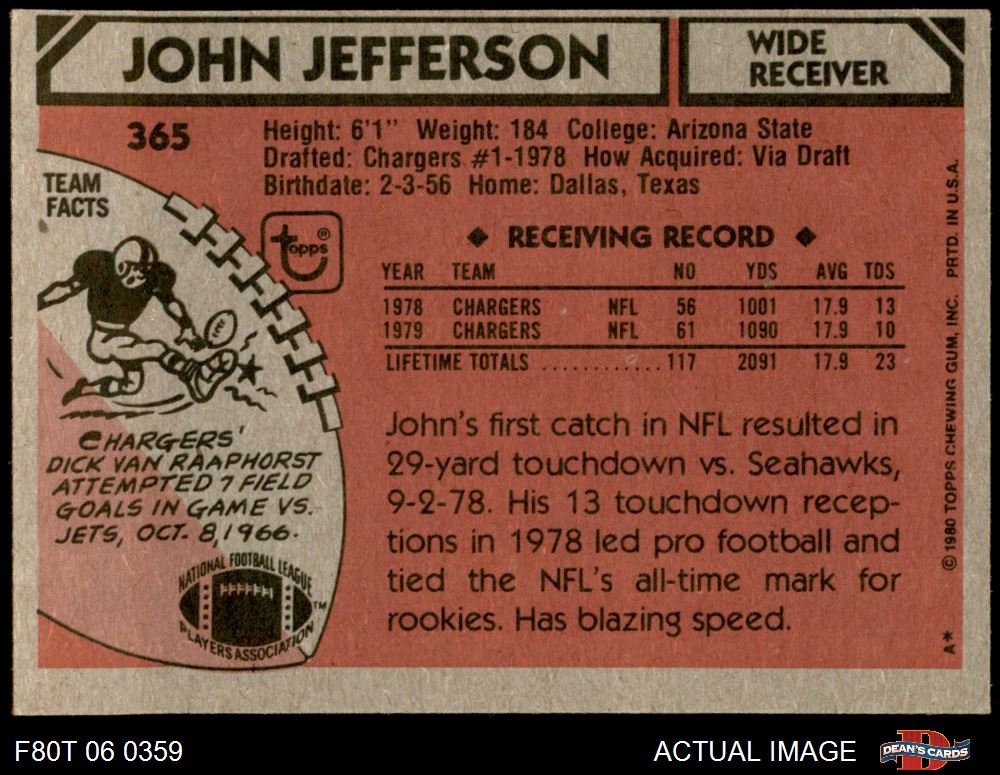 JOHN JEFFERSON
WIDE
RECEIVER
365
Height: 6'1" Weight: 184 College: Arizona State
Drafted: Chargers #1-1978 How Acquired: Via Draft
Birthdate: 2-3-56 Home: Dallas, Texas
TEAM
FACTS
topps®
◆ RECEIVING RECORD ◆
YEAR TEAM NO YDS AVG TDS
1978 CHARGERS NFL 56 1001 17.9 13
1979 CHARGERS NFL 61 1090 17.9 10
LIFETIME TOTALS ............ 117 2091 17.9 23
CHARGERS'
DICK VAN RAAPHORST
ATTEMPTED 7 FIELD
GOALS IN GAME VS.
JETS, OCT. 8, 1966.
NATIONAL FOOTBALL LEAGUE
PLAYERS ASSOCIATION
TM
John's first catch in NFL resulted in
29-yard touchdown vs. Seahawks,
9-2-78. His 13 touchdown recep-
tions in 1978 led pro football and
tied the NFL's all-time mark for
rookies. Has blazing speed.
A* © 1980 TOPPS CHEWING GUM, INC. PRTD. IN U.S.A.
F80T 06 0359
ACTUAL IMAGE
D
DEAN'S CARDS